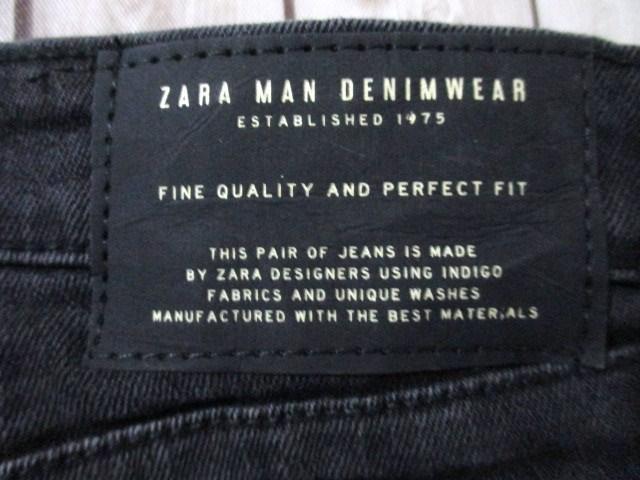 ZARA MAN DENIMWEAR
ESTABLISHED 1975
FINE QUALITY AND PERFECT FIT
THIS PAIR OF JEANS IS MADE
BY ZARA DESIGNERS USING INDIGO
FABRICS AND UNIQUE WASHES
MANUFACTURED WITH THE BEST MATERIALS